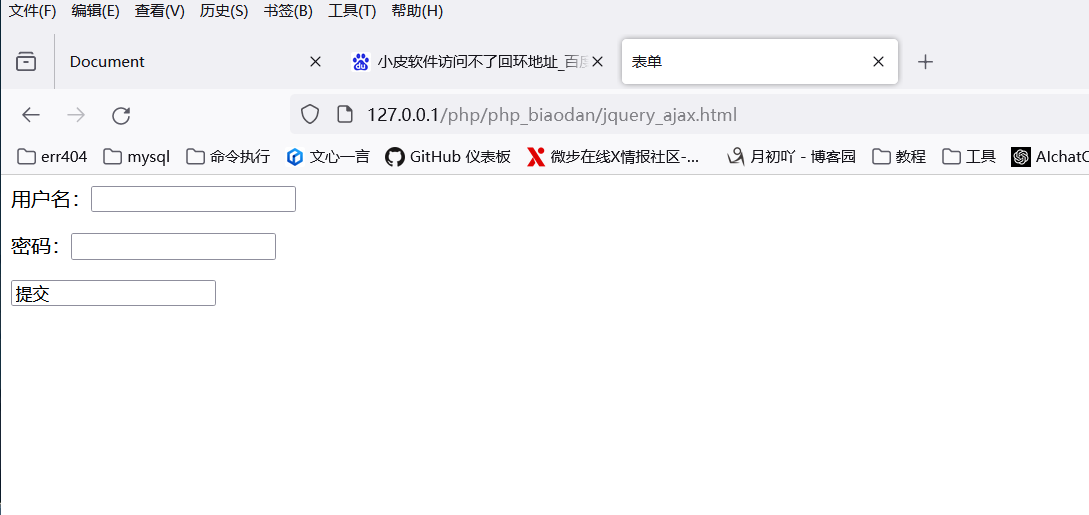 文件(F) 编辑(E) 查看(V) 历史(S) 书签(B) 工具(T) 帮助(H)
Document 小皮软件访问不了回环地址_百度 表单
127.0.0.1/php/php_biaodan/jquery_ajax.html
err404 mysql 命令执行 文心一言 GitHub 仪表板 微步在线X情报社区-... 月初吖 - 博客园 教程 工具 AIchat
用户名：
密码：
提交